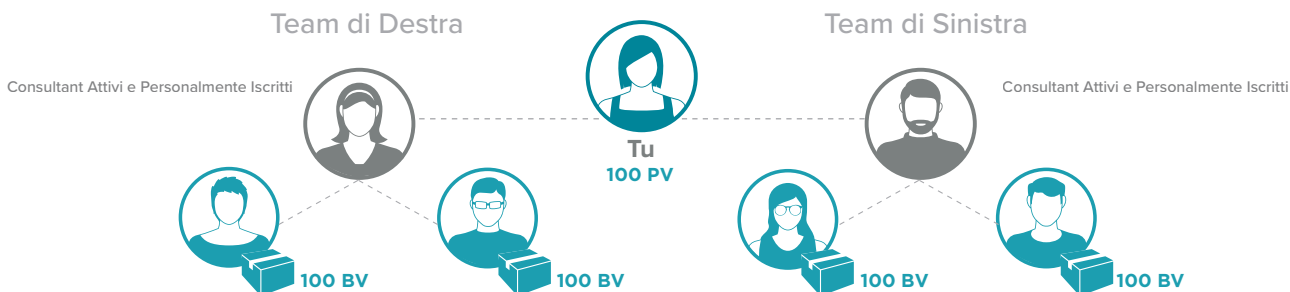 Team di Destra
Team di Sinistra
Consultant Attivi e Personalmente Iscritti
Consultant Attivi e Personalmente Iscritti
Tu
100 PV
100 BV
100 BV
100 BV
100 BV